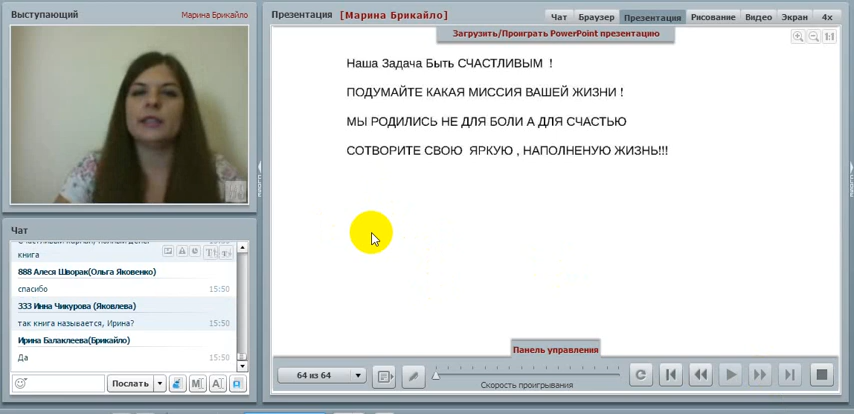 Выступающий
Марина Брикайло
Презентация [Марина Брикайло]
Чат Браузер Презентация Рисование Видео Экран 4x
Загрузить/Проиграть PowerPoint презентацию
1:1
Наша Задача Быть СЧАСТЛИВЫМ !
ПОДУМАЙТЕ КАКАЯ МИССИЯ ВАШЕЙ ЖИЗНИ !
МЫ РОДИЛИСЬ НЕ ДЛЯ БОЛИ А ДЛЯ СЧАСТЬЮ
СОТВОРИТЕ СВОЮ ЯРКУЮ , НАПОЛНЕНУЮ ЖИЗНЬ!!!
Чат
книга
888 Алеся Шворак(Ольга Яковенко)
спасибо 15:50
333 Инна Чикурова (Яковлева)
так книга называется, Ирина? 15:50
Ирина Балаклеева(Брикайло)
Да 15:50
Послать
Панель управления
64 из 64
Скорость проигрывания